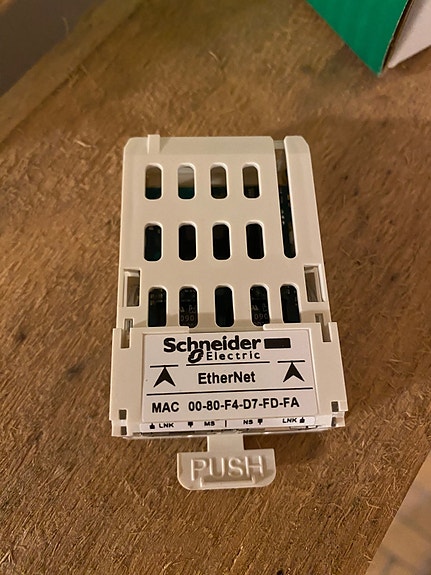 Schneider
Electric
EtherNet
MAC 00-80-F4-D7-FD-FA
LNK MS NS LNK
PUSH